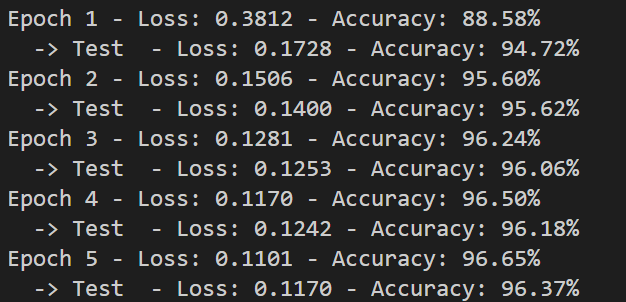 Epoch 1 - Loss: 0.3812 - Accuracy: 88.58%
  -> Test  - Loss: 0.1728 - Accuracy: 94.72%
Epoch 2 - Loss: 0.1506 - Accuracy: 95.60%
  -> Test  - Loss: 0.1400 - Accuracy: 95.62%
Epoch 3 - Loss: 0.1281 - Accuracy: 96.24%
  -> Test  - Loss: 0.1253 - Accuracy: 96.06%
Epoch 4 - Loss: 0.1170 - Accuracy: 96.50%
  -> Test  - Loss: 0.1242 - Accuracy: 96.18%
Epoch 5 - Loss: 0.1101 - Accuracy: 96.65%
  -> Test  - Loss: 0.1170 - Accuracy: 96.37%